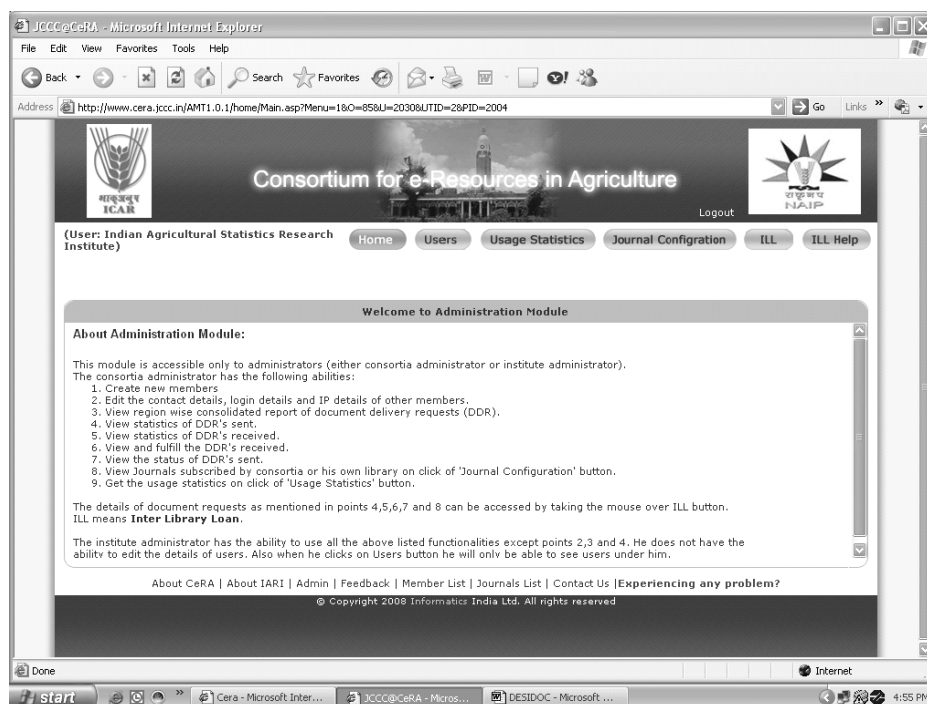 JCCC@CeRA - Microsoft Internet Explorer
File Edit View Favorites Tools Help
Back Search Favorites
Address http://www.cera.jccc.in/AMT1.0.1/home/Main.asp?Menu=1&O=85&U=2030&UTID=2&PID=2004 Go Links
भाकृअनुप
ICAR
Consortium for e-Resources in Agriculture
Logout
NAIP
(User: Indian Agricultural Statistics Research
Institute)
Home Users Usage Statistics Journal Configration ILL ILL Help
Welcome to Administration Module
About Administration Module:
This module is accessible only to administrators (either consortia administrator or institute administrator).
The consortia administrator has the following abilities:
1. Create new members
2. Edit the contact details, login details and IP details of other members.
3. View region wise consolidated report of document delivery requests (DDR).
4. View statistics of DDR's sent.
5. View statistics of DDR's received.
6. View and fulfill the DDR's received.
7. View the status of DDR's sent.
8. View Journals subscribed by consortia or his own library on click of 'Journal Configuration' button.
9. Get the usage statistics on click of 'Usage Statistics' button.
The details of document requests as mentioned in points 4,5,6,7 and 8 can be accessed by taking the mouse over ILL button.
ILL means Inter Library Loan.
The institute administrator has the ability to use all the above listed functionalities except points 2,3 and 4. He does not have the
ability to edit the details of users. Also when he clicks on Users button he will only be able to see users under him.
About CeRA | About IARI | Admin | Feedback | Member List | Journals List | Contact Us |Experiencing any problem?
© Copyright 2008 Informatics India Ltd. All rights reserved
Done Internet
start Cera - Microsoft Inter... JCCC@CeRA - Micros... DESIDOC - Microsoft ... 4:55 PM